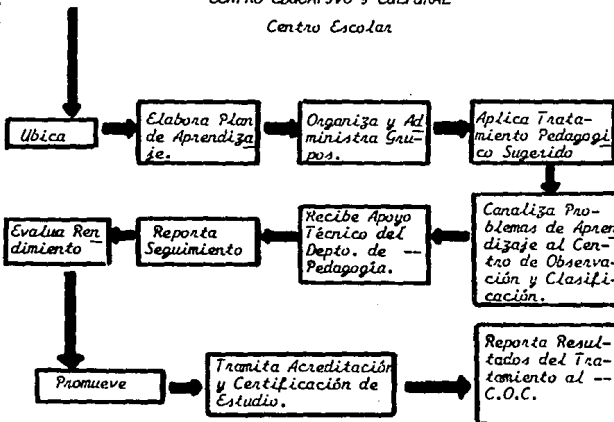 CENTRO EDUCATIVO Y CULTURAL
Centro Escolar
Ubica
Elabora Plan
de Aprendiza
je.
Organiza y Ad
ministra Gru-
pos.
Aplica Trata-
miento Pedagogi
co Sugerido
Canaliza Pro-
blemas de Apren
dizaje al Cen-
tro de Observa-
ción y Clasifi-
cación.
Recibe Apoyo
Técnico del
Depto. de --
Pedagogía.
Reporta
Seguimiento
Evalua Ren-
dimiento
Promueve
Tramita Acreditación
y Certificación de
Estudio.
Reporta Resul-
tados del Tra-
tamiento al --
C.O.C.